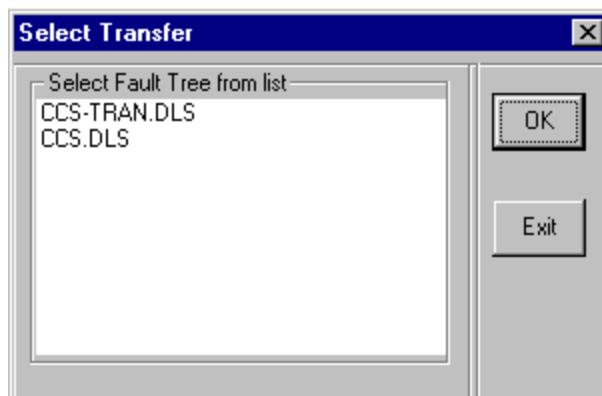 Select Transfer
Select Fault Tree from list
CCS-TRAN.DLS
CCS.DLS
OK
Exit